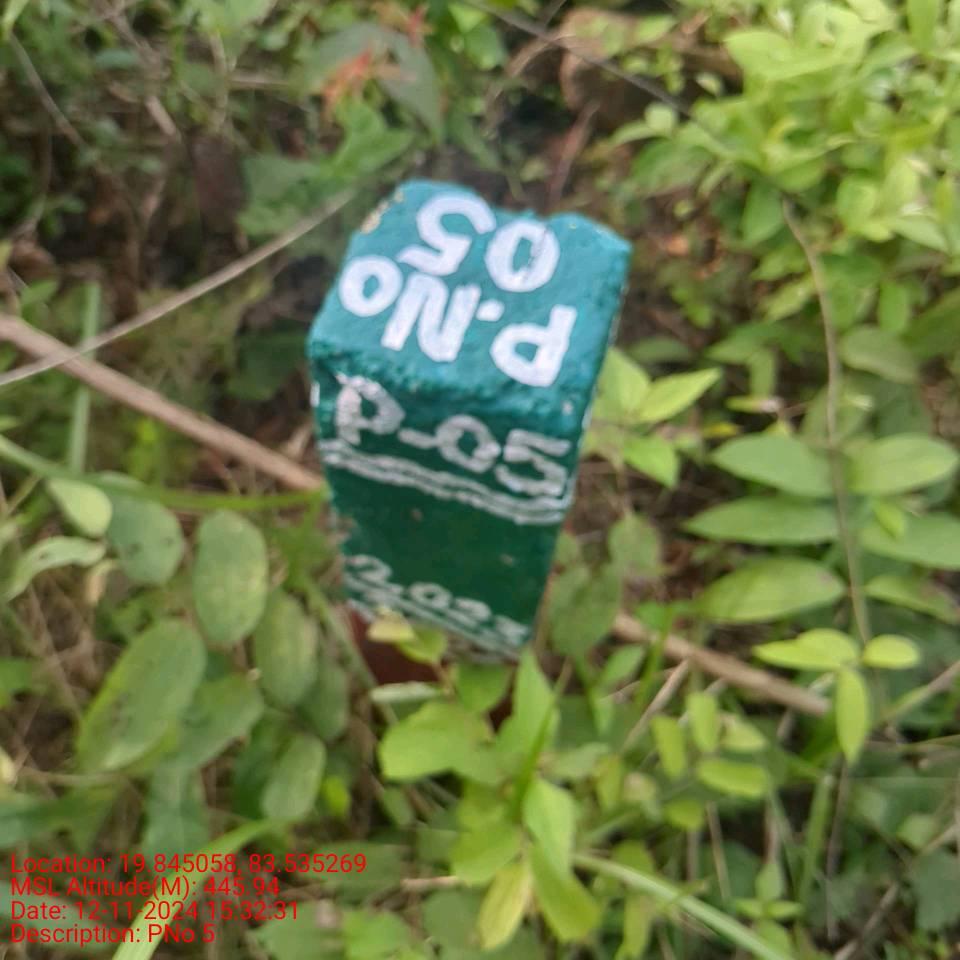 P.No
05
P-05
Location: 19.845058, 83.535269
MSL Altitude(M): 445.94
Date: 12-11-2024 15:32:31
Description: PNo 5